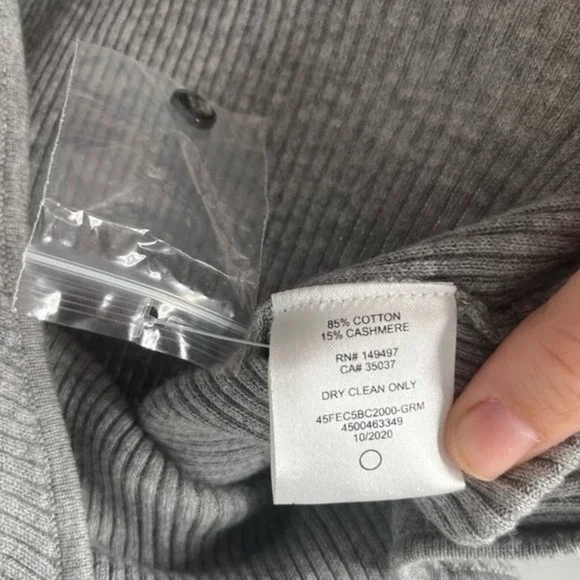 85% COTTON
15% CASHMERE
RN# 149497
CA# 35037
DRY CLEAN ONLY
45FEC5BC2000-GRM
4500463349
10/2020